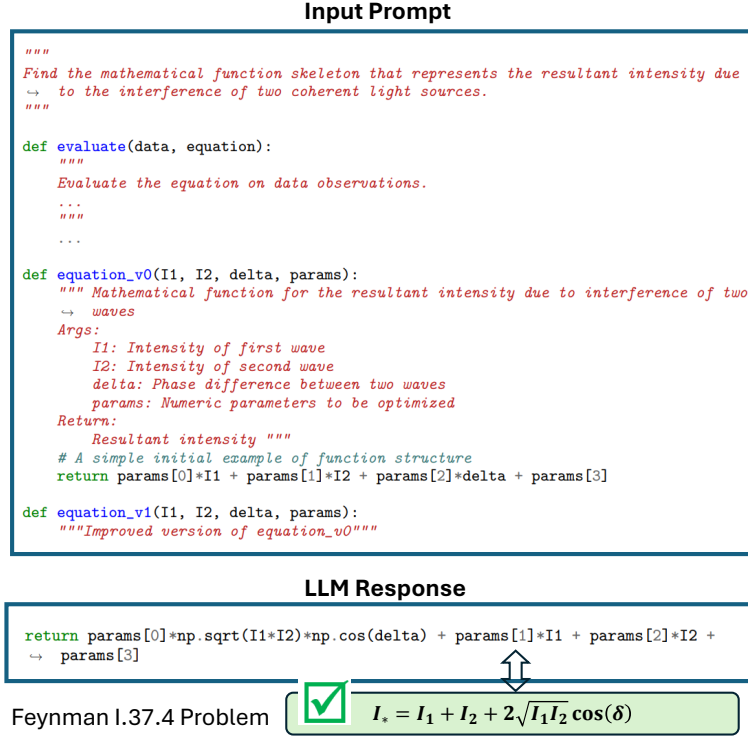 Input Prompt
"""
Find the mathematical function skeleton that represents the resultant intensity due
↪ to the interference of two coherent light sources.
"""
def evaluate(data, equation):
"""
Evaluate the equation on data observations.
...
"""
...
def equation_v0(I1, I2, delta, params):
""" Mathematical function for the resultant intensity due to interference of two
↪ waves
Args:
I1: Intensity of first wave
I2: Intensity of second wave
delta: Phase difference between two waves
params: Numeric parameters to be optimized
Return:
Resultant intensity """
# A simple initial example of function structure
return params[0]*I1 + params[1]*I2 + params[2]*delta + params[3]
def equation_v1(I1, I2, delta, params):
"""Improved version of equation_v0"""
LLM Response
return params[0]*np.sqrt(I1*I2)*np.cos(delta) + params[1]*I1 + params[2]*I2 +
↪ params[3]
Feynman I.37.4 Problem
I* = I₁ + I₂ + 2√I₁I₂ cos(δ)